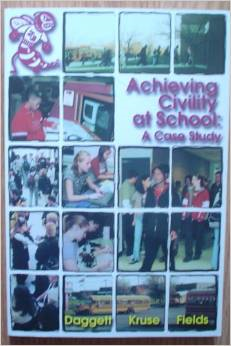 Achieving
Civility
at School:
A Case Study
Daggett Kruse Fields